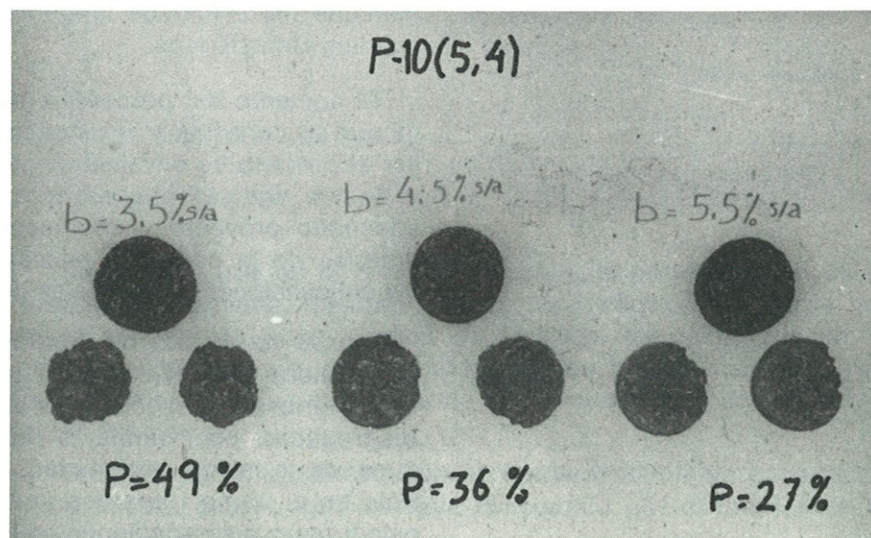 P-10(5,4)
b=3.5% s/a
b=4.5% s/a
b=5.5% s/a
P=49%
P=36%
P=27%